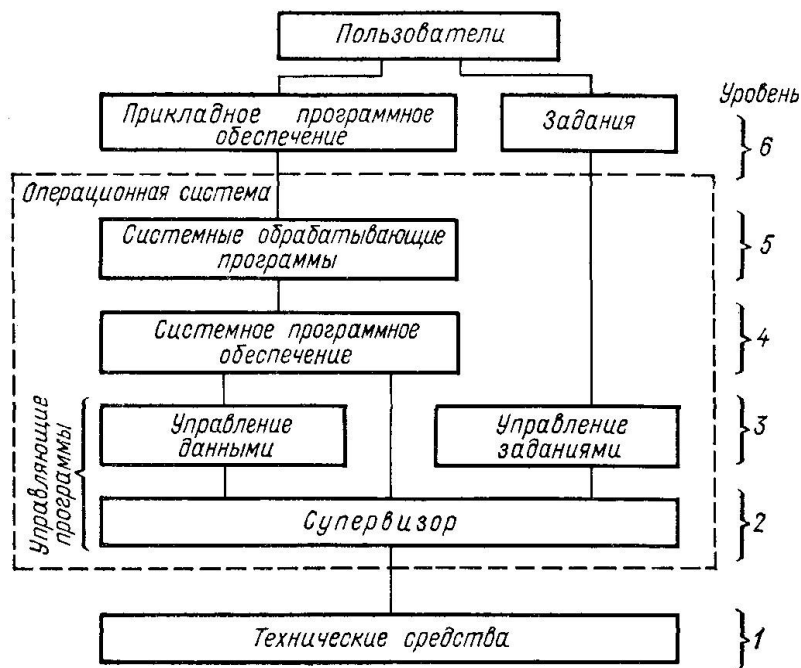 Пользователи
Уровень
Прикладное программное
обеспечение
Задания
6
Операционная система
Системные обрабатывающие
программы
5
Системное программное
обеспечение
4
Управляющие
программы
Управление
данными
Управление
заданиями
3
Супервизор
2
Технические средства
1